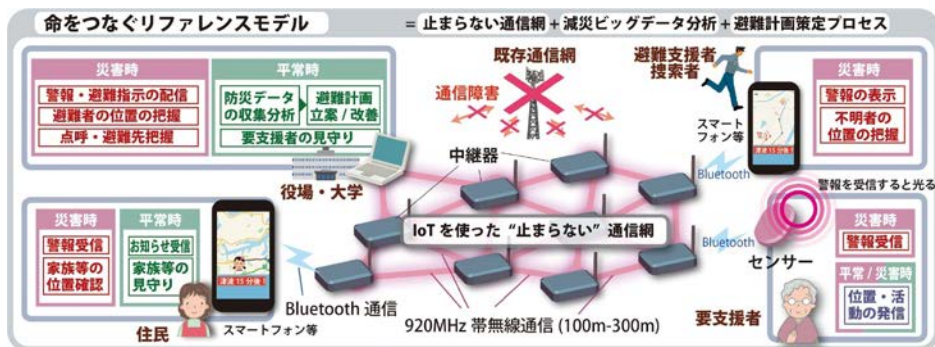 命をつなぐリファレンスモデル
= 止まらない通信網 + 減災ビッグデータ分析 + 避難計画策定プロセス
災害時
警報・避難指示の配信
避難者の位置の把握
点呼・避難先把握
平常時
防災データ
の収集分析
避難計画
立案 / 改善
要支援者の見守り
役場・大学
既存通信網
通信障害
中継器
避難支援者
捜索者
スマート
フォン等
津波 15 分後!
災害時
警報の表示
不明者の
位置の把握
Bluetooth
警報を受信すると光る
IoT を使った “止まらない” 通信網
Bluetooth
センサー
災害時
警報受信
平常 / 災害時
位置・活
動の発信
要支援者
災害時
警報受信
家族等の
位置確認
平常時
お知らせ受信
家族等の
見守り
津波 15 分後!
住民
スマートフォン等
Bluetooth 通信
920MHz 帯無線通信 (100m-300m)